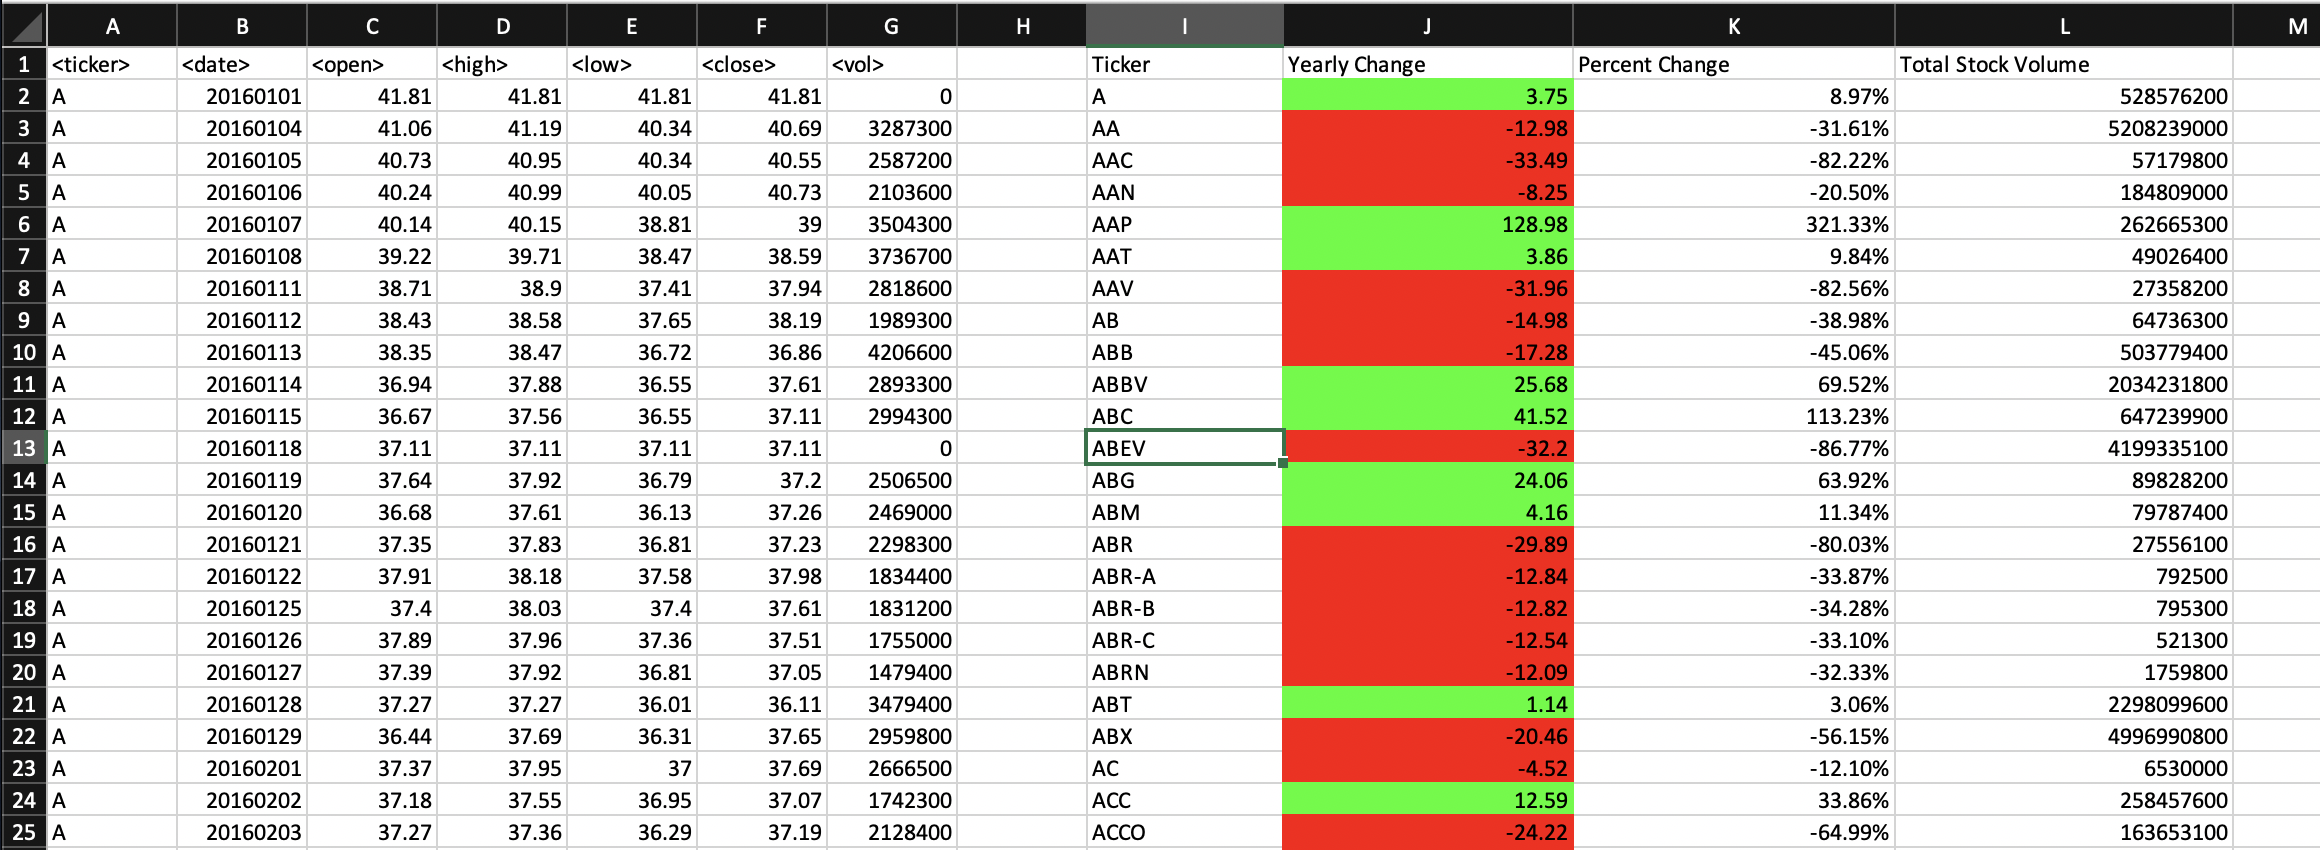 A B C D E F G H I J K L M
1 <ticker> <date> <open> <high> <low> <close> <vol> Ticker Yearly Change Percent Change Total Stock Volume
2 A 20160101 41.81 41.81 41.81 41.81 0 A 3.75 8.97% 528576200
3 A 20160104 41.06 41.19 40.34 40.69 3287300 AA -12.98 -31.61% 5208239000
4 A 20160105 40.73 40.95 40.34 40.55 2587200 AAC -33.49 -82.22% 57179800
5 A 20160106 40.24 40.99 40.05 40.73 2103600 AAN -8.25 -20.50% 184809000
6 A 20160107 40.14 40.15 38.81 39 3504300 AAP 128.98 321.33% 262665300
7 A 20160108 39.22 39.71 38.47 38.59 3736700 AAT 3.86 9.84% 49026400
8 A 20160111 38.71 38.9 37.41 37.94 2818600 AAV -31.96 -82.56% 27358200
9 A 20160112 38.43 38.58 37.65 38.19 1989300 AB -14.98 -38.98% 64736300
10 A 20160113 38.35 38.47 36.72 36.86 4206600 ABB -17.28 -45.06% 503779400
11 A 20160114 36.94 37.88 36.55 37.61 2893300 ABBV 25.68 69.52% 2034231800
12 A 20160115 36.67 37.56 36.55 37.11 2994300 ABC 41.52 113.23% 647239900
13 A 20160118 37.11 37.11 37.11 37.11 0 ABEV -32.2 -86.77% 4199335100
14 A 20160119 37.64 37.92 36.79 37.2 2506500 ABG 24.06 63.92% 89828200
15 A 20160120 36.68 37.61 36.13 37.26 2469000 ABM 4.16 11.34% 79787400
16 A 20160121 37.35 37.83 36.81 37.23 2298300 ABR -29.89 -80.03% 27556100
17 A 20160122 37.91 38.18 37.58 37.98 1834400 ABR-A -12.84 -33.87% 792500
18 A 20160125 37.4 38.03 37.4 37.61 1831200 ABR-B -12.82 -34.28% 795300
19 A 20160126 37.89 37.96 37.36 37.51 1755000 ABR-C -12.54 -33.10% 521300
20 A 20160127 37.39 37.92 36.81 37.05 1479400 ABRN -12.09 -32.33% 1759800
21 A 20160128 37.27 37.27 36.01 36.11 3479400 ABT 1.14 3.06% 2298099600
22 A 20160129 36.44 37.69 36.31 37.65 2959800 ABX -20.46 -56.15% 4996990800
23 A 20160201 37.37 37.95 37 37.69 2666500 AC -4.52 -12.10% 6530000
24 A 20160202 37.18 37.55 36.95 37.07 1742300 ACC 12.59 33.86% 258457600
25 A 20160203 37.27 37.36 36.29 37.19 2128400 ACCO -24.22 -64.99% 163653100